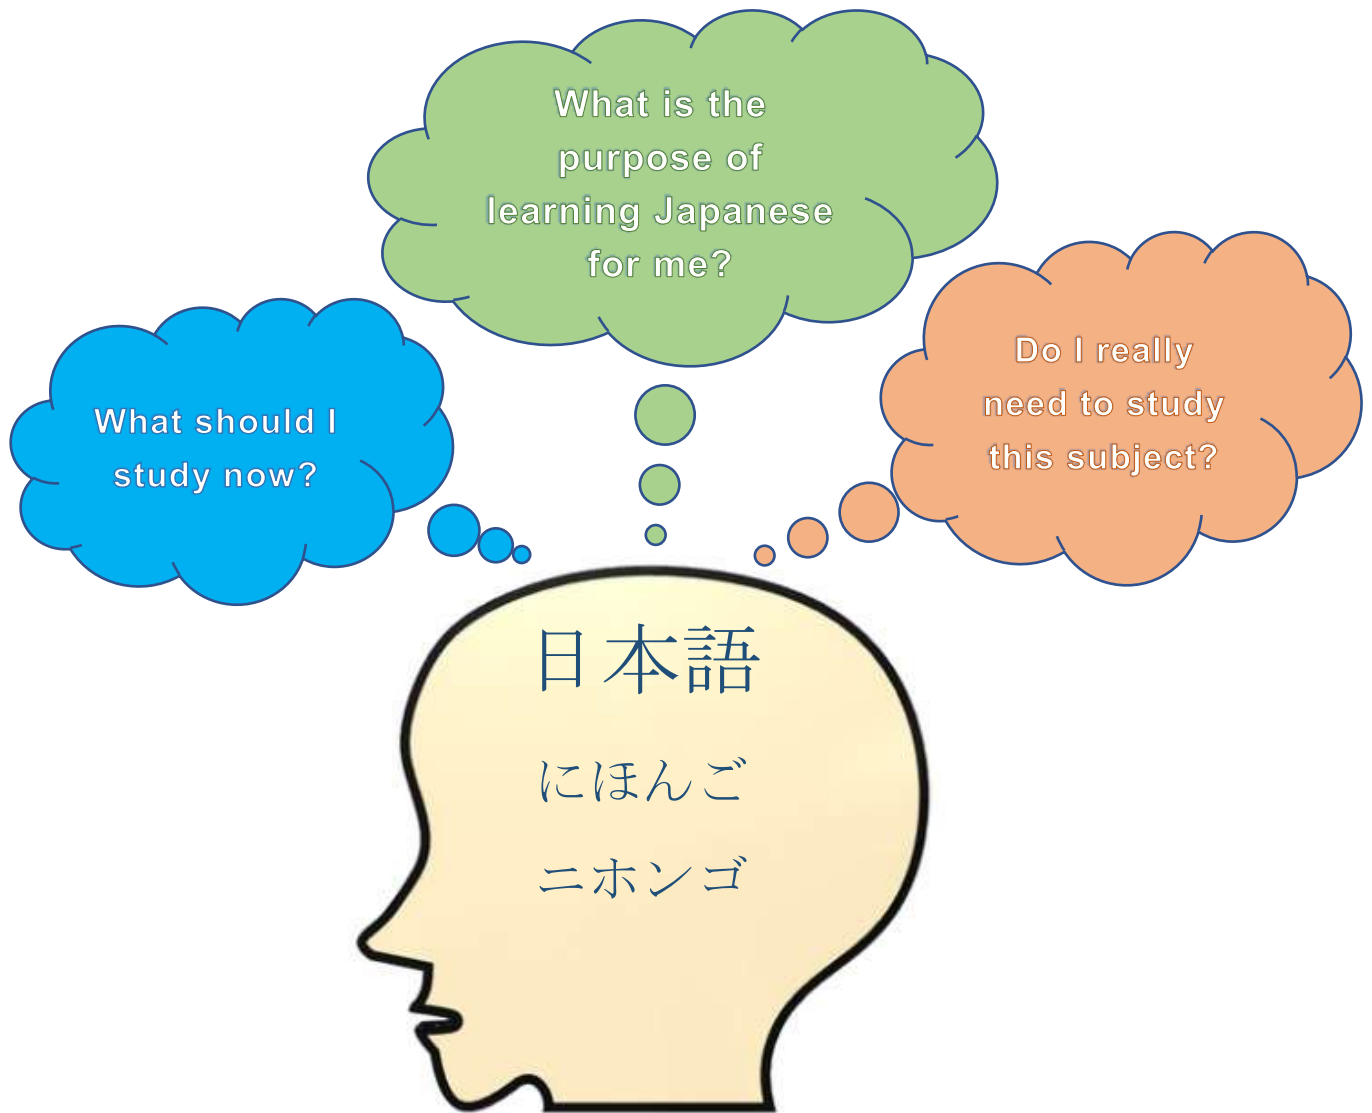 What is the
purpose of
learning Japanese
for me?
What should I
study now?
Do I really
need to study
this subject?
日本語
にほんご
ニホンゴ